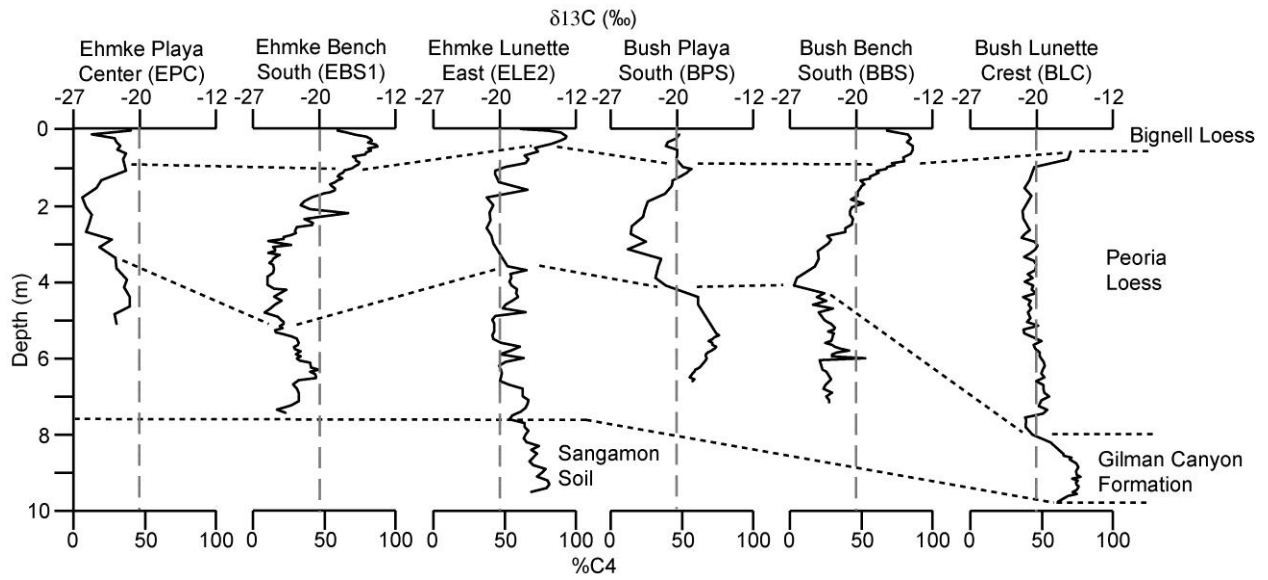 δ13C (‰)
Ehmke Playa
Center (EPC)
Ehmke Bench
South (EBS1)
Ehmke Lunette
East (ELE2)
Bush Playa
South (BPS)
Bush Bench
South (BBS)
Bush Lunette
Crest (BLC)
-27 -20 -12 -27 -20 -12 -27 -20 -12 -27 -20 -12 -27 -20 -12 -27 -20 -12
0
2
4
6
8
10
Depth (m)
Bignell Loess
Peoria
Loess
Sangamon
Soil
Gilman Canyon
Formation
0 50 100 0 50 100 0 50 100 0 50 100 0 50 100 0 50 100
%C4